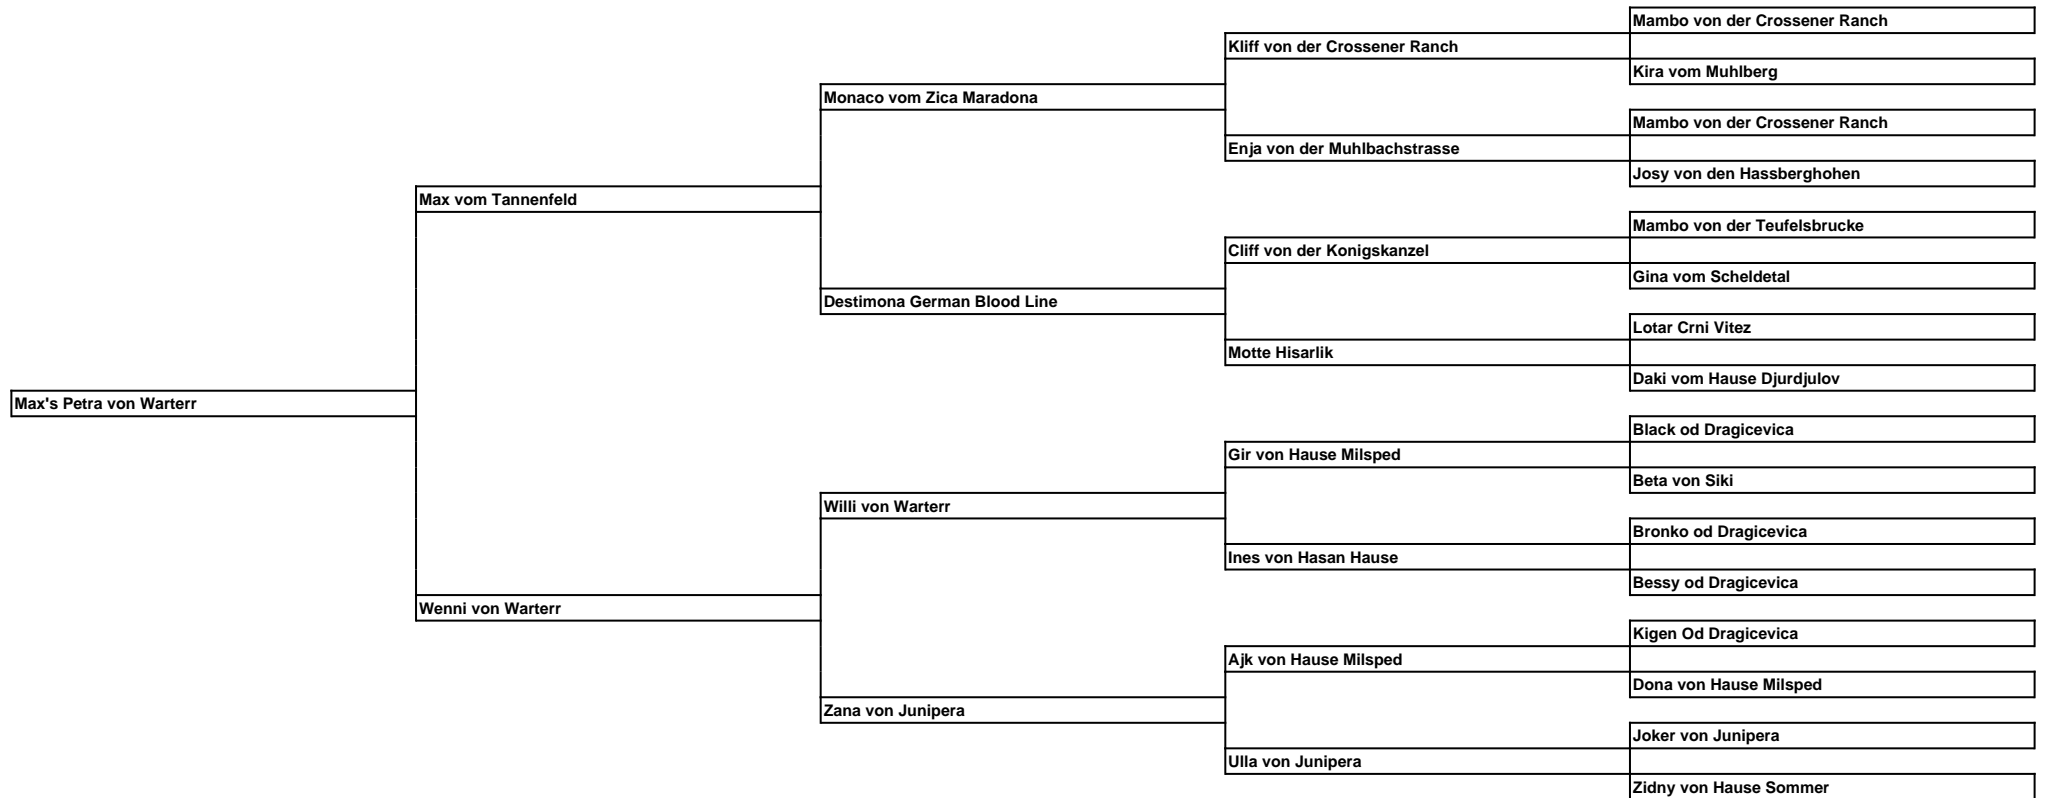 Mambo von der Crossener Ranch
Kliff von der Crossener Ranch
Kira vom Muhlberg
Monaco vom Zica Maradona
Mambo von der Crossener Ranch
Enja von der Muhlbachstrasse
Josy von den Hassberghohen
Max vom Tannenfeld
Mambo von der Teufelsbrucke
Cliff von der Konigskanzel
Gina vom Scheldetal
Destimona German Blood Line
Lotar Crni Vitez
Motte Hisarlik
Daki vom Hause Djurdjulov
Max's Petra von Warterr
Black od Dragicevica
Gir von Hause Milsped
Beta von Siki
Willi von Warterr
Bronko od Dragicevica
Ines von Hasan Hause
Bessy od Dragicevica
Wenni von Warterr
Kigen Od Dragicevica
Ajk von Hause Milsped
Dona von Hause Milsped
Zana von Junipera
Joker von Junipera
Ulla von Junipera
Zidny von Hause Sommer